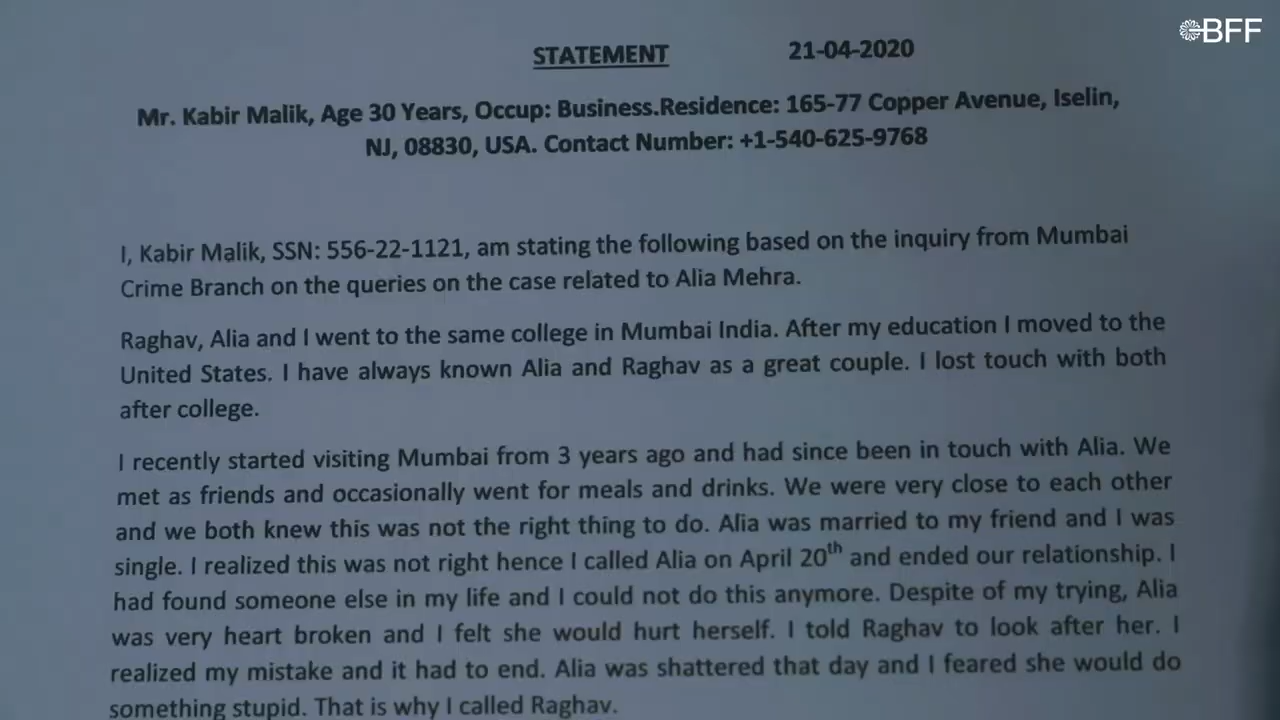 BFF
STATEMENT 21-04-2020
Mr. Kabir Malik, Age 30 Years, Occup: Business.Residence: 165-77 Copper Avenue, Iselin,
NJ, 08830, USA. Contact Number: +1-540-625-9768
I, Kabir Malik, SSN: 556-22-1121, am stating the following based on the inquiry from Mumbai
Crime Branch on the queries on the case related to Alia Mehra.
Raghav, Alia and I went to the same college in Mumbai India. After my education I moved to the
United States. I have always known Alia and Raghav as a great couple. I lost touch with both
after college.
I recently started visiting Mumbai from 3 years ago and had since been in touch with Alia. We
met as friends and occasionally went for meals and drinks. We were very close to each other
and we both knew this was not the right thing to do. Alia was married to my friend and I was
single. I realized this was not right hence I called Alia on April 20th and ended our relationship. I
had found someone else in my life and I could not do this anymore. Despite of my trying, Alia
was very heart broken and I felt she would hurt herself. I told Raghav to look after her. I
realized my mistake and it had to end. Alia was shattered that day and I feared she would do
something stupid. That is why I called Raghav.